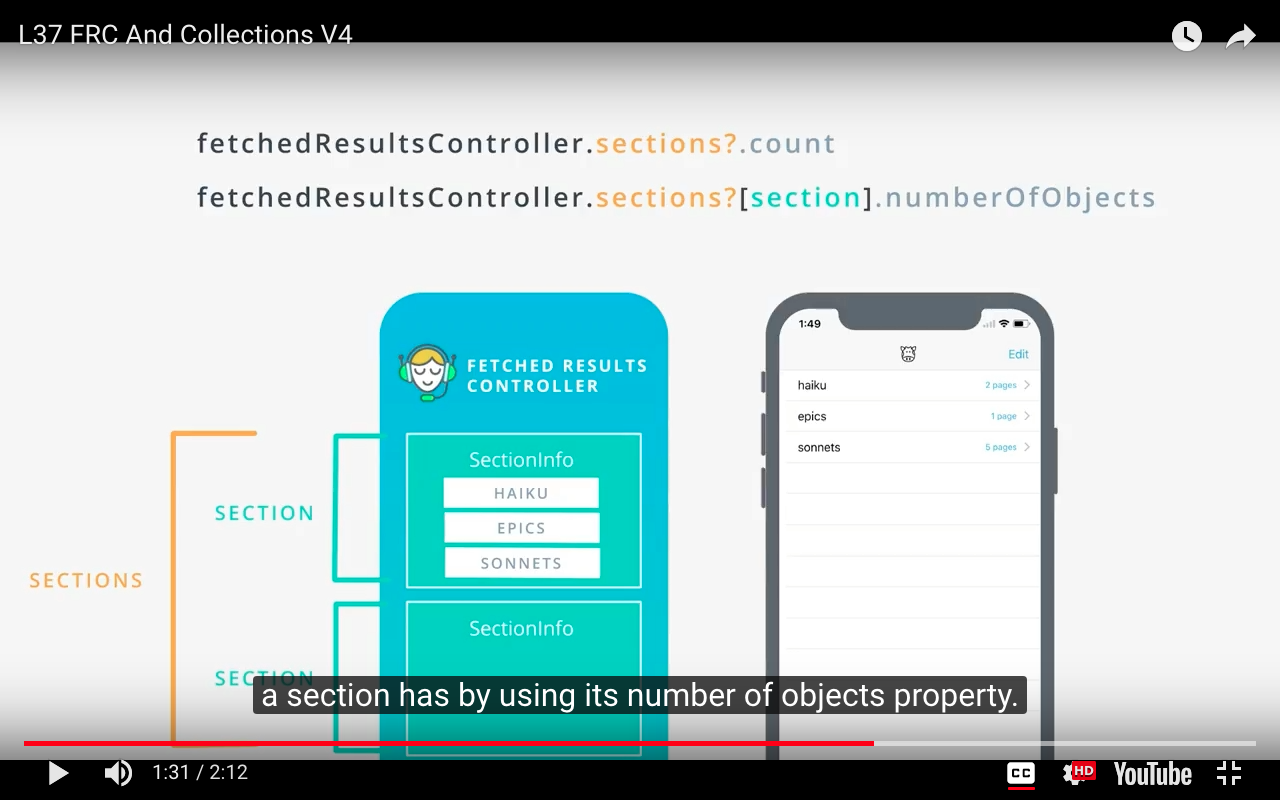 L37 FRC And Collections V4
fetchedResultsController.sections?.count
fetchedResultsController.sections?[section].numberOfObjects
FETCHED RESULTS
CONTROLLER
SECTIONS
SECTION
SectionInfo
HAIKU
EPICS
SONNETS
SECTION
SectionInfo
1:49
Edit
haiku 2 pages
epics 1 page
sonnets 5 pages
a section has by using its number of objects property.
1:31 / 2:12
CC
HD
YouTube